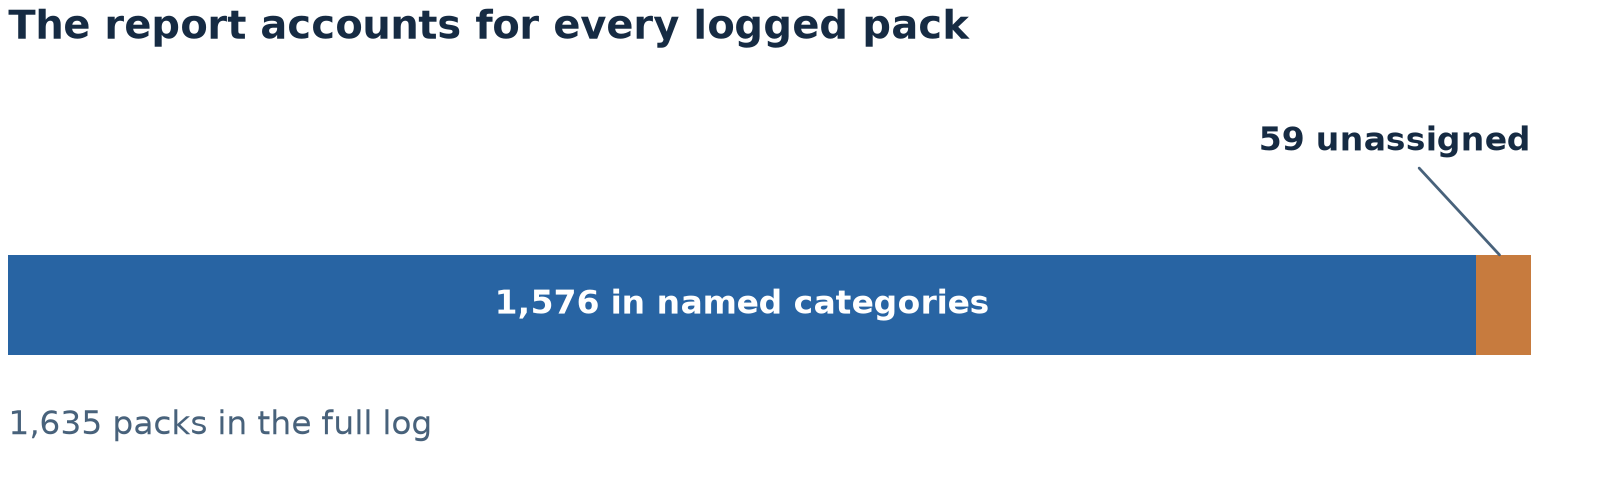 The report accounts for every logged pack
59 unassigned
1,576 in named categories
1,635 packs in the full log